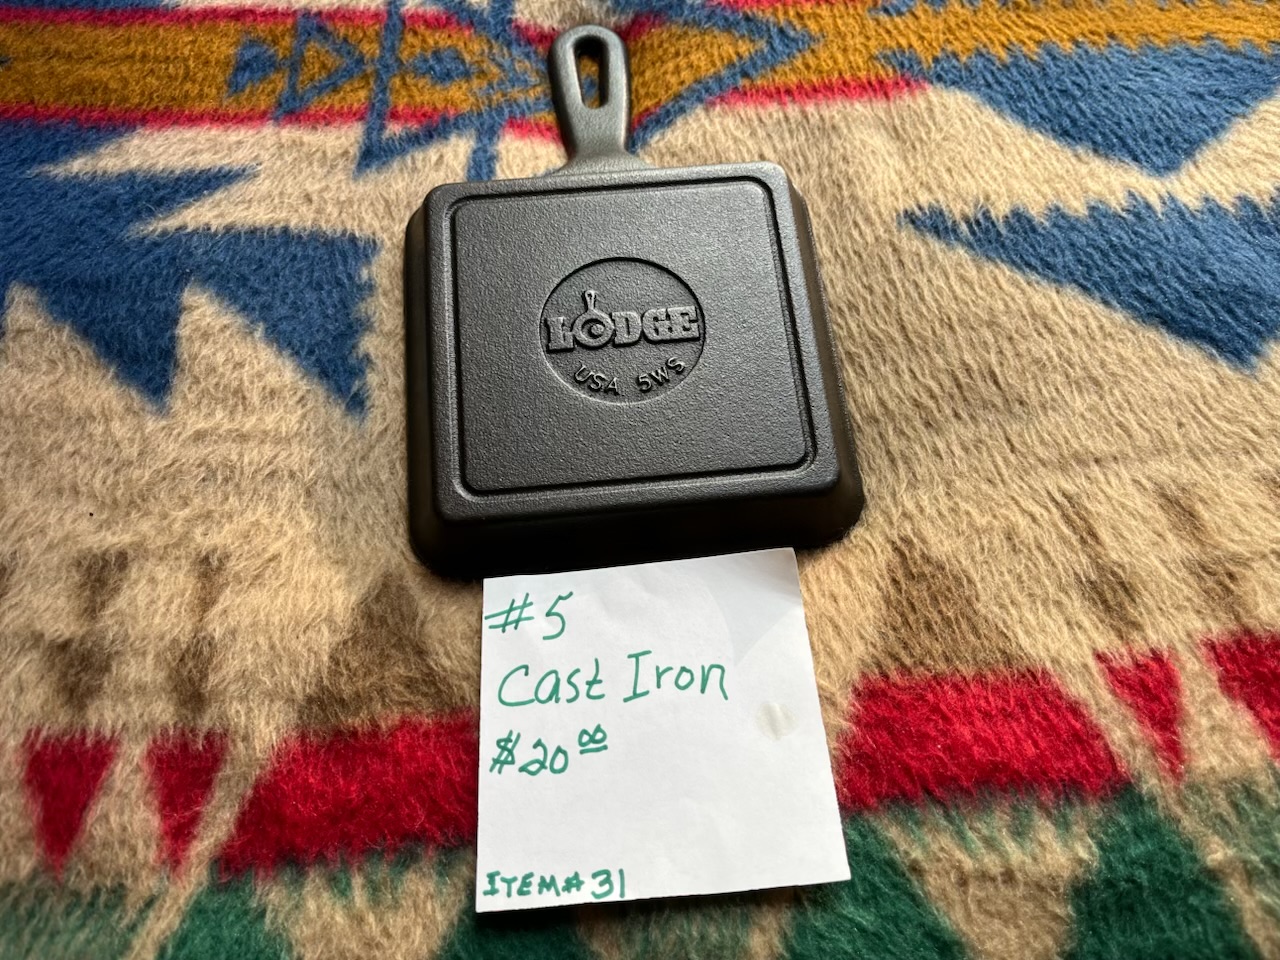 LODGE
USA 5WS
#5
Cast Iron
$20.00
ITEM# 31